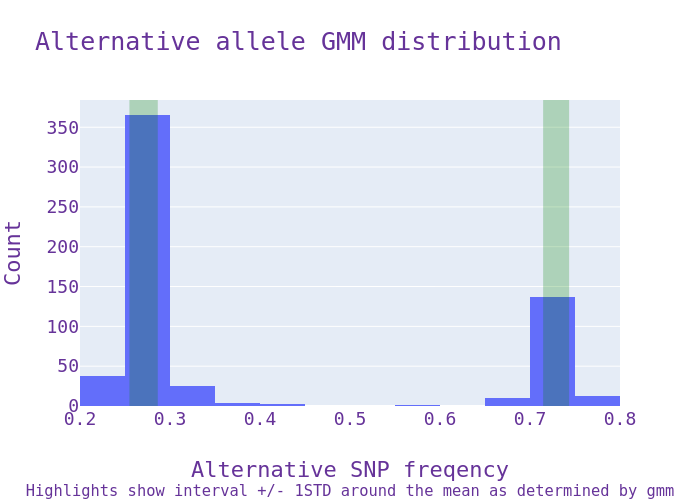 Alternative allele GMM distribution
350
300
250
200
150
100
50
0
Count
0.2 0.3 0.4 0.5 0.6 0.7 0.8
Alternative SNP freqency
Highlights show interval +/- 1STD around the mean as determined by gmm